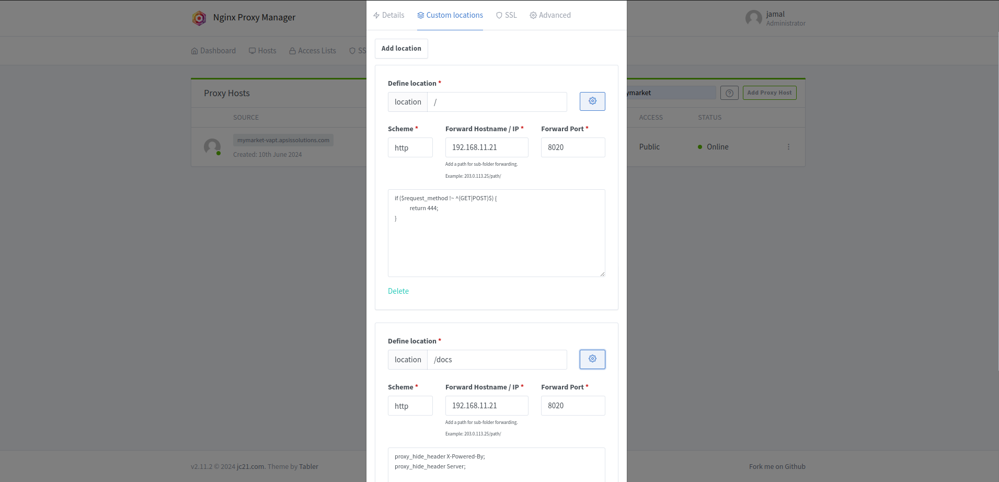 Details
Custom locations
SSL
Advanced
Nginx Proxy Manager
jamal
Administrator
Dashboard
Hosts
Access Lists
SS
Add location
Proxy Hosts
ymarket
Add Proxy Host
SOURCE
ACCESS
STATUS
mymarket-vapt.apsissolutions.com
Created: 10th June 2024
Public
Online
Define location *
location
/
Scheme *
Forward Hostname / IP *
Forward Port *
http
192.168.11.21
8020
Add a path for sub-folder forwarding.
Example: 203.0.113.25/path/
if ($request_method !~ ^(GET|POST)$) {
return 444;
}
Delete
Define location *
location
/docs
Scheme *
Forward Hostname / IP *
Forward Port *
http
192.168.11.21
8020
Add a path for sub-folder forwarding.
Example: 203.0.113.25/path/
proxy_hide_header X-Powered-By;
proxy_hide_header Server;
v2.11.2 © 2024 jc21.com. Theme by Tabler
Fork me on Github